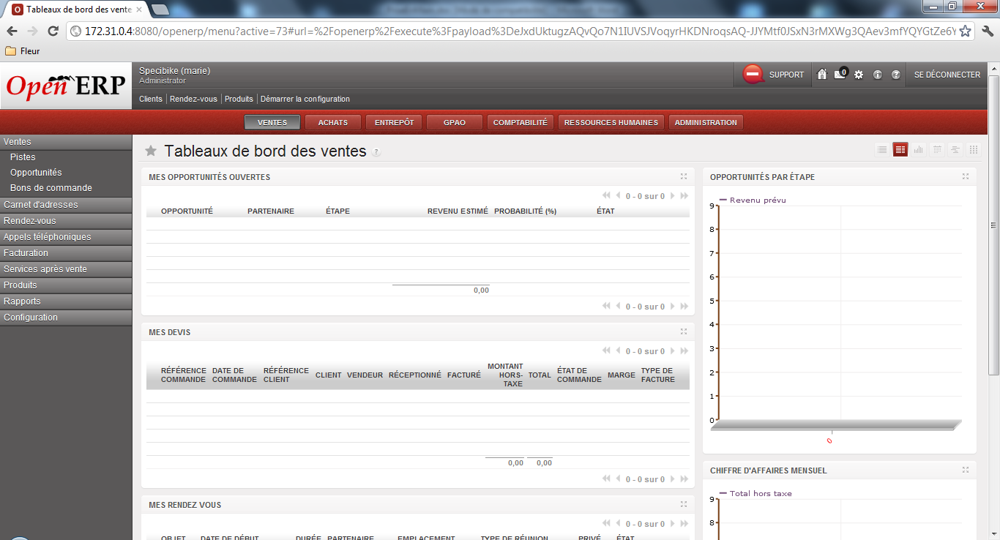 Tableaux de bord des vente
172.31.0.4:8080/openerp/menu?active=73#url=%2Fopenerp%2Fexecute%3Fpayload%3DeJxdUktugzAQvQo7N1IUVSJVoqyrHKDNroqsAQ-JJYMtf0JSxN3rMXWg3QAev3mfYQYGtZe6Y
Fleur
Open ERP
Specibike (marie)
Administrator
SUPPORT
0
SE DÉCONNECTER
Clients
Rendez-vous
Produits
Démarrer la configuration
VENTES
ACHATS
ENTREPÔT
GPAO
COMPTABILITÉ
RESSOURCES HUMAINES
ADMINISTRATION
Ventes
Pistes
Opportunités
Bons de commande
Carnet d'adresses
Rendez-vous
Appels téléphoniques
Facturation
Services après vente
Produits
Rapports
Configuration
Tableaux de bord des ventes ?
MES OPPORTUNITÉS OUVERTES
0 - 0 sur 0
OPPORTUNITÉ PARTENAIRE ÉTAPE REVENU ESTIMÉ PROBABILITÉ (%) ÉTAT
0,00
0 - 0 sur 0
MES DEVIS
0 - 0 sur 0
RÉFÉRENCE COMMANDE
DATE DE COMMANDE
RÉFÉRENCE CLIENT
CLIENT
VENDEUR
RÉCEPTIONNÉ
FACTURÉ
MONTANT HORS-TAXE
TOTAL
ÉTAT DE COMMANDE
MARGE
TYPE DE FACTURE
0,00 0,00
0 - 0 sur 0
MES RENDEZ VOUS
0 - 0 sur 0
OBJET DATE DE DÉBUT DURÉE PARTENAIRE EMPLACEMENT TYPE DE RÉUNION PRIVÉ ÉTAT
OPPORTUNITÉS PAR ÉTAPE
Revenu prévu
9
8
7
6
5
4
3
2
1
0
0
CHIFFRE D'AFFAIRES MENSUEL
Total hors taxe
9
8